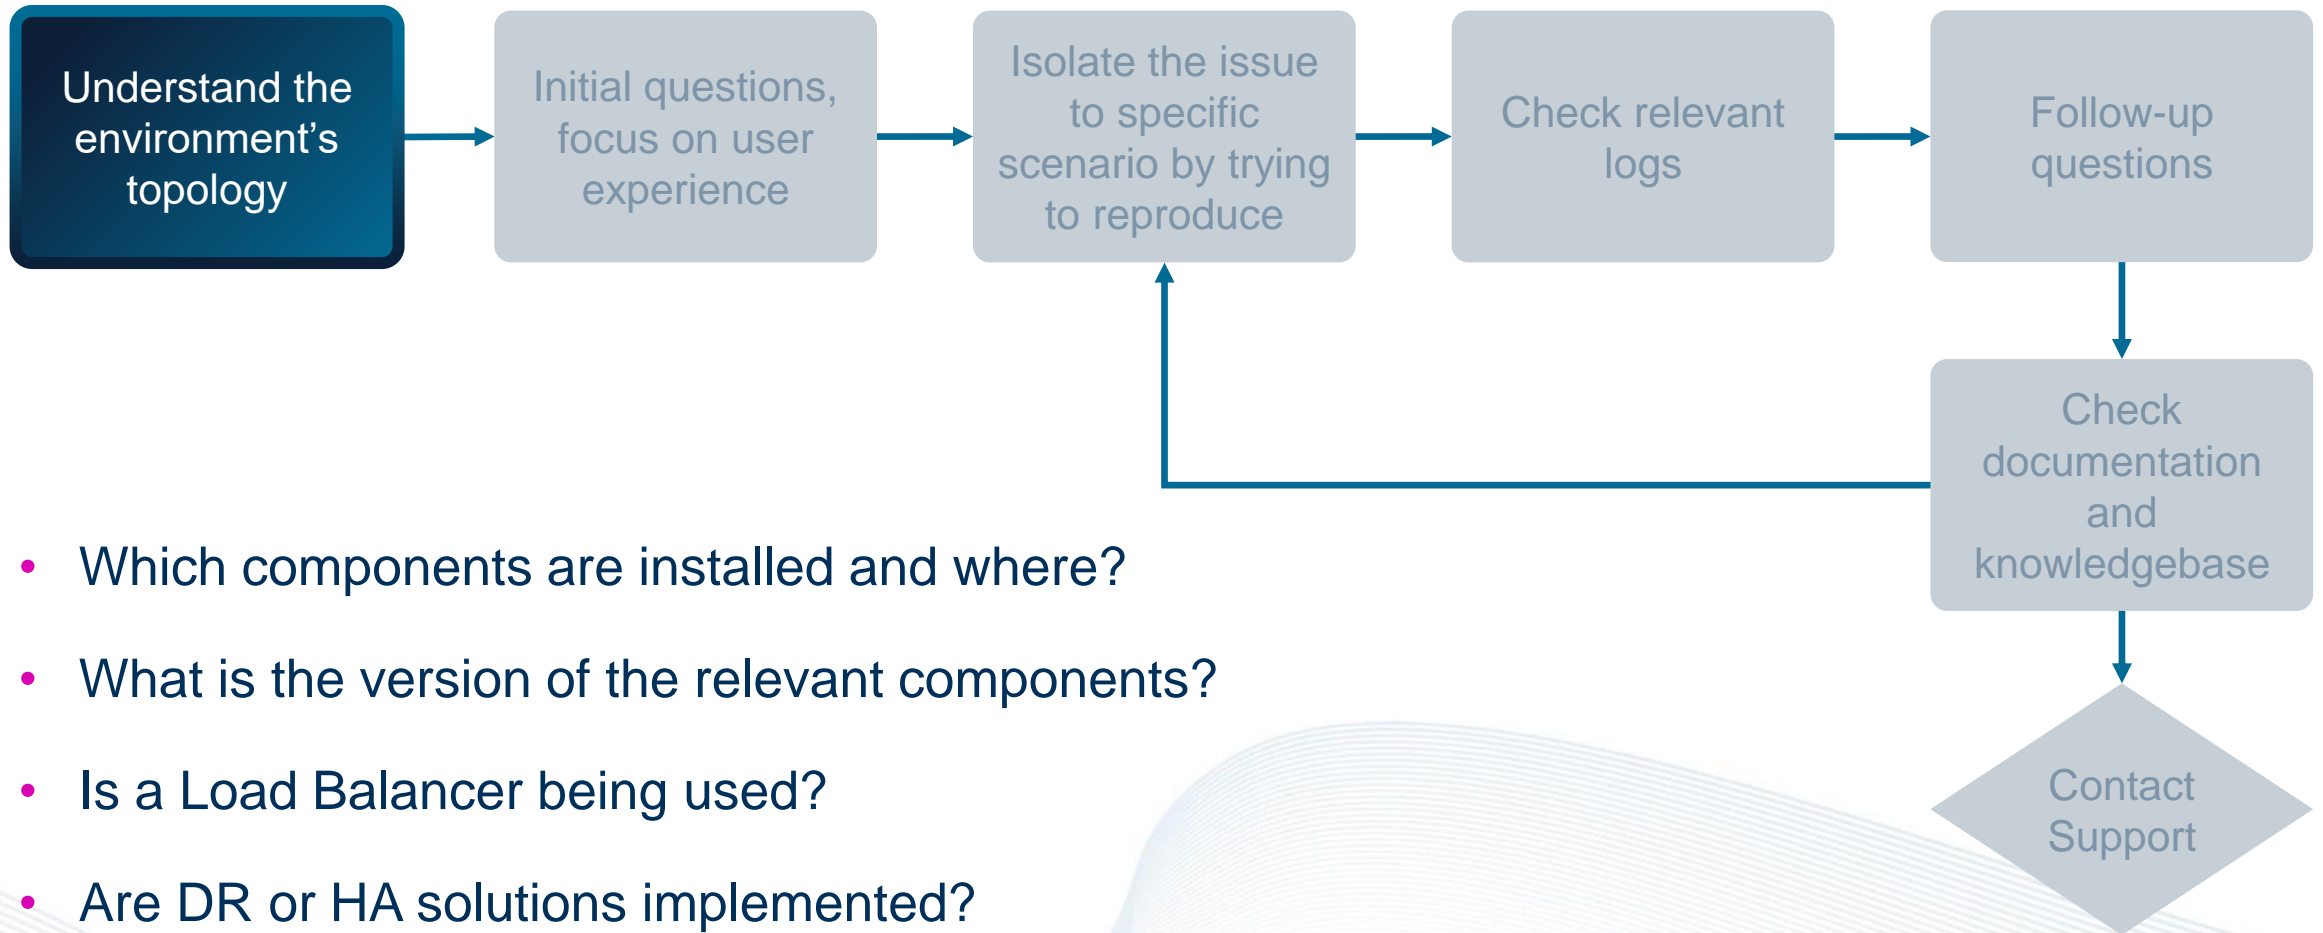 Understand the
environment’s
topology
Initial questions,
focus on user
experience
Isolate the issue
to specific
scenario by trying
to reproduce
Check relevant
logs
Follow-up
questions
Check
documentation
and
knowledgebase
Contact
Support
• Which components are installed and where?
• What is the version of the relevant components?
• Is a Load Balancer being used?
• Are DR or HA solutions implemented?